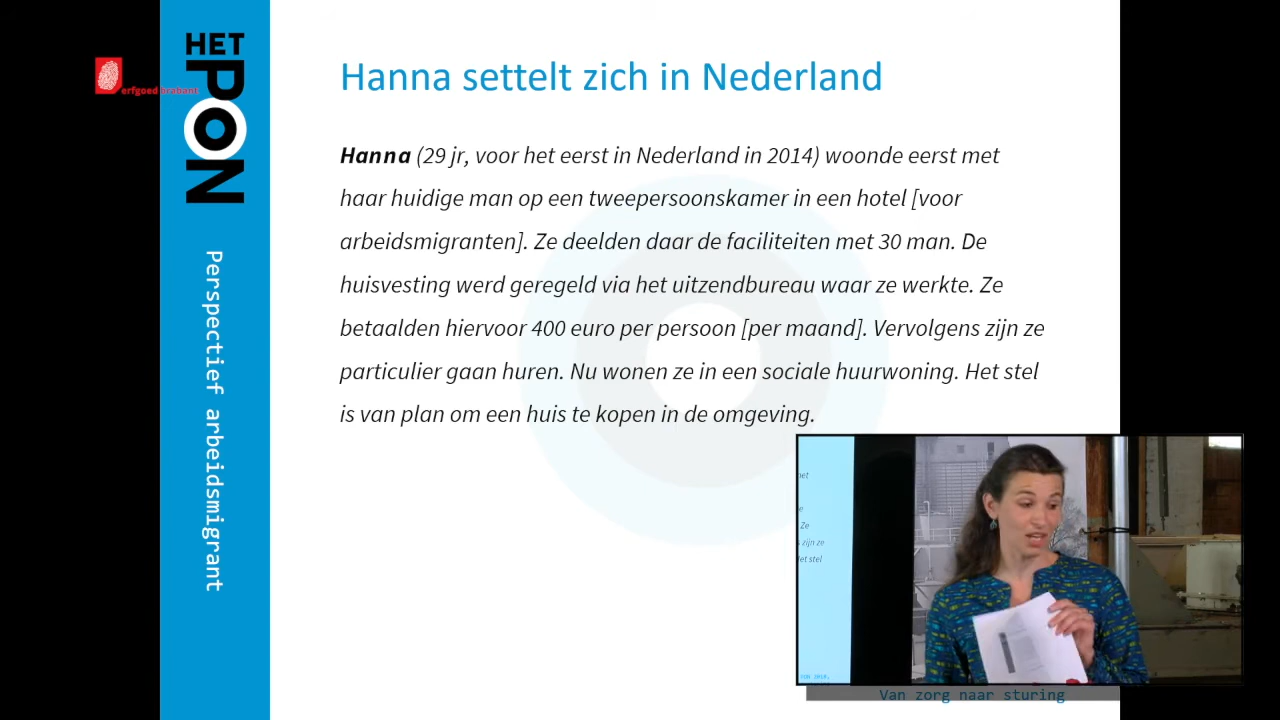 HET
PON
erfgoed brabant
Perspectief arbeidsmigrant
Hanna settelt zich in Nederland
Hanna (29 jr, voor het eerst in Nederland in 2014) woonde eerst met
haar huidige man op een tweepersoonskamer in een hotel [voor
arbeidsmigranten]. Ze deelden daar de faciliteiten met 30 man. De
huisvesting werd geregeld via het uitzendbureau waar ze werkte. Ze
betaalden hiervoor 400 euro per persoon [per maand]. Vervolgens zijn ze
particulier gaan huren. Nu wonen ze in een sociale huurwoning. Het stel
is van plan om een huis te kopen in de omgeving.
Ze
zijn ze
stel
Van zorg naar sturing